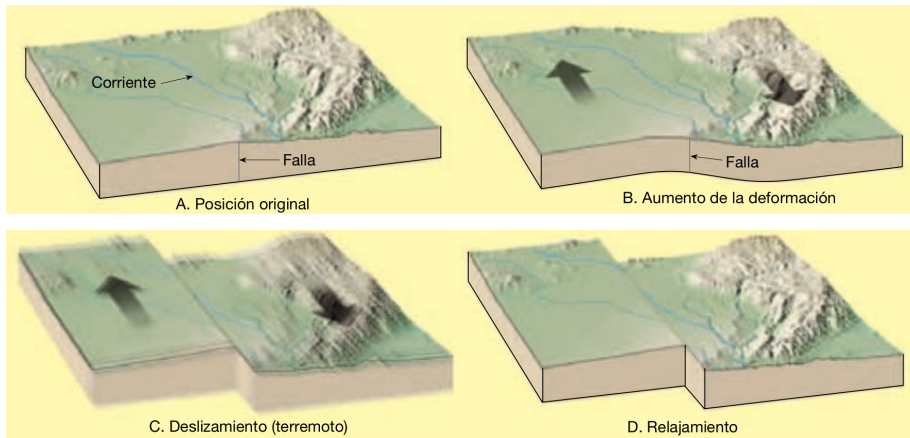 Corriente
Falla
A. Posición original
Falla
B. Aumento de la deformación
C. Deslizamiento (terremoto)
D. Relajamiento